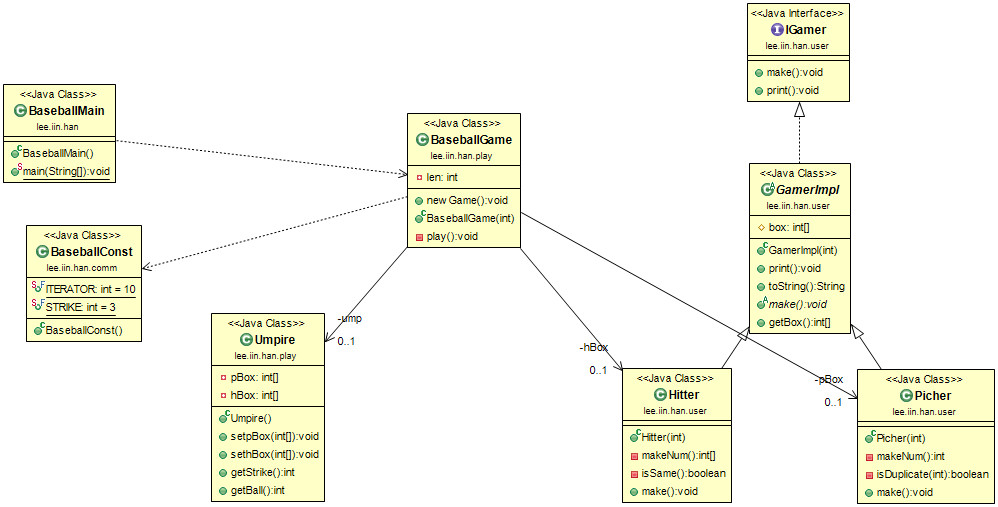 <<Java Interface>>
IGamer
lee.iin.han.user
make():void
print():void
<<Java Class>>
BaseballMain
lee.iin.han
BaseballMain()
main(String[]):void
<<Java Class>>
BaseballGame
lee.iin.han.play
len: int
new Game():void
BaseballGame(int)
play():void
<<Java Class>>
GamerImpl
lee.iin.han.user
box: int[]
GamerImpl(int)
print():void
toString():String
make():void
getBox():int[]
<<Java Class>>
BaseballConst
lee.iin.han.comm
ITERATOR: int = 10
STRIKE: int = 3
BaseballConst()
-ump
0..1
-hBox
0..1
-pBox
0..1
<<Java Class>>
Umpire
lee.iin.han.play
pBox: int[]
hBox: int[]
Umpire()
setpBox(int[]):void
sethBox(int[]):void
getStrike():int
getBall():int
<<Java Class>>
Hitter
lee.iin.han.user
Hitter(int)
makeNum():int[]
isSame():boolean
make():void
<<Java Class>>
Picher
lee.iin.han.user
Picher(int)
makeNum():int
isDuplicate(int):boolean
make():void